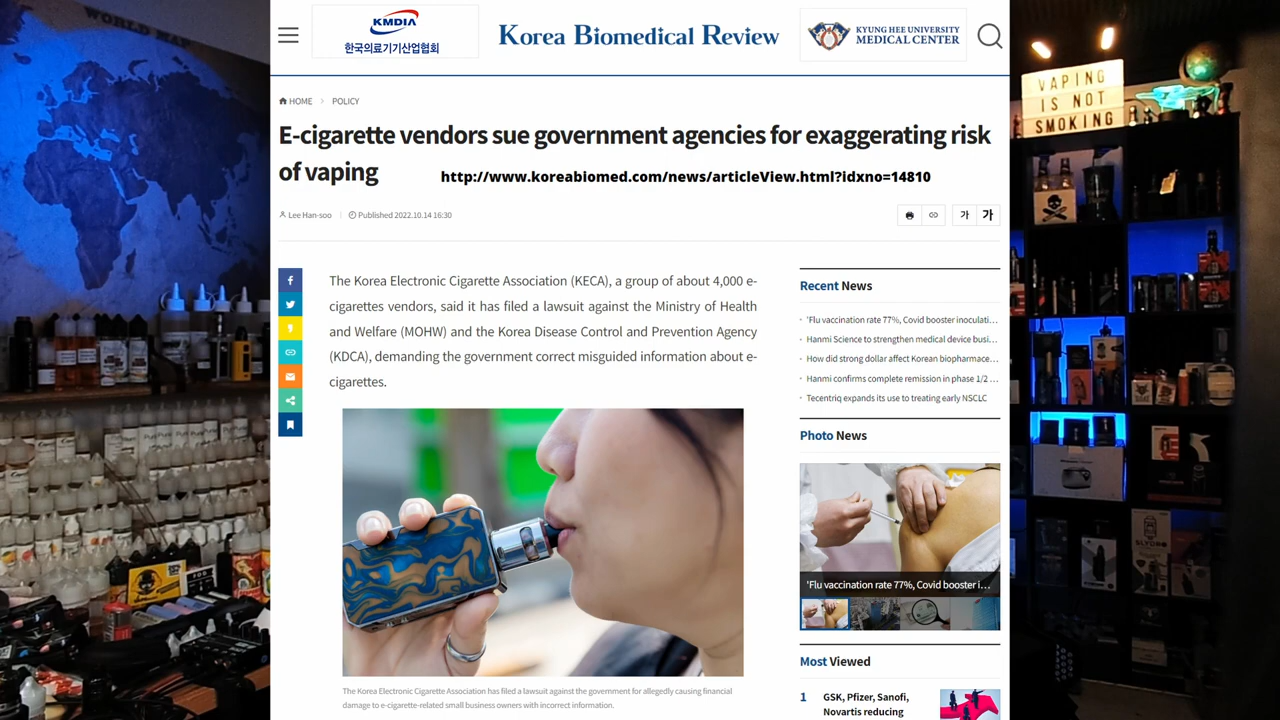 WORLD MAP
KMDIA
한국의료기기산업협회
Korea Biomedical Review
KYUNG HEE UNIVERSITY
MEDICAL CENTER
VAPING
IS NOT
SMOKING
HOME
POLICY
E-cigarette vendors sue government agencies for exaggerating risk
of vaping
http://www.koreabiomed.com/news/articleView.html?idxno=14810
Lee Han-soo
Published 2022.10.14 16:30
가 가
The Korea Electronic Cigarette Association (KECA), a group of about 4,000 e-
cigarettes vendors, said it has filed a lawsuit against the Ministry of Health
and Welfare (MOHW) and the Korea Disease Control and Prevention Agency
(KDCA), demanding the government correct misguided information about e-
cigarettes.
The Korea Electronic Cigarette Association has filed a lawsuit against the government for allegedly causing financial
damage to e-cigarette-related small business owners with incorrect information.
Recent News
'Flu vaccination rate 77%, Covid booster inoculati...
Hanmi Science to strengthen medical device busi...
How did strong dollar affect Korean biopharmace...
Hanmi confirms complete remission in phase 1/2 ...
Tecentriq expands its use to treating early NSCLC
Photo News
'Flu vaccination rate 77%, Covid booster i...
Most Viewed
1
GSK, Pfizer, Sanofi,
Novartis reducing